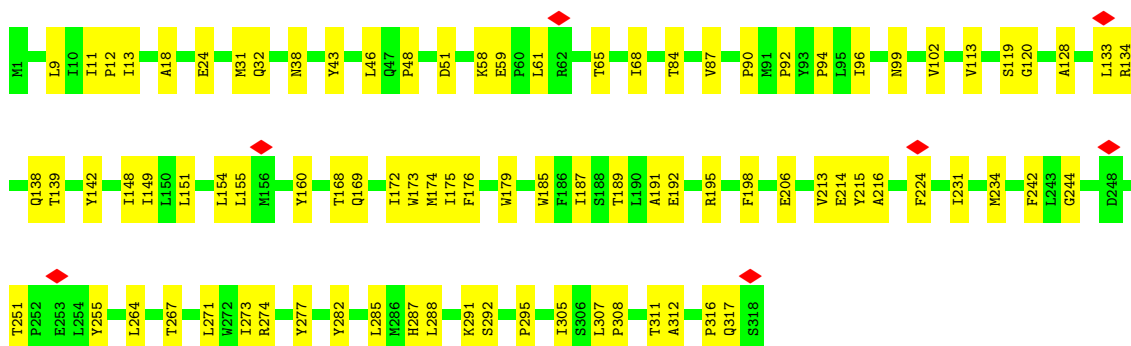 M1 L9 I10 I11 P12 I13 A18 E24 M31 Q32 N38 Y43 L46 Q47 P48 D51 K58 E59 P60 L61 R62 T65 I68 T84 V87 P90 M91 P92 Y93 P94 L95 I96 N99 V102 V113 S119 G120 A128 L133 R134
Q138 T139 Y142 I148 I149 L150 L151 L154 L155 M156 Y160 T168 Q169 I172 W173 M174 I175 F176 W179 W185 F186 I187 S188 T189 L190 A191 E192 R195 F198 E206 V213 E214 Y215 A216 F224 I231 M234 F242 L243 G244 D248
T251 P252 E253 L254 Y255 L264 T267 L271 W272 I273 R274 Y277 Y282 L285 M286 H287 L288 K291 S292 P295 I305 S306 L307 P308 T311 A312 P316 Q317 S318